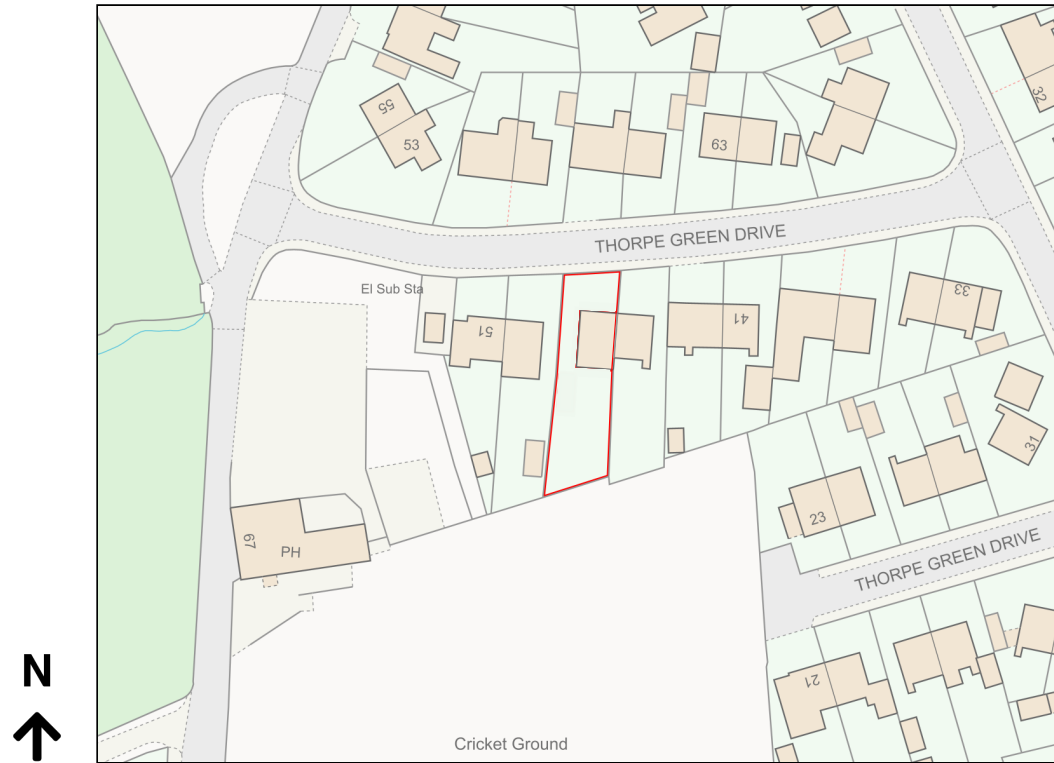 32
55
53
63
THORPE GREEN DRIVE
El Sub Sta
33
51
41
31
23
67
PH
THORPE GREEN DRIVE
N
21
Cricket Ground